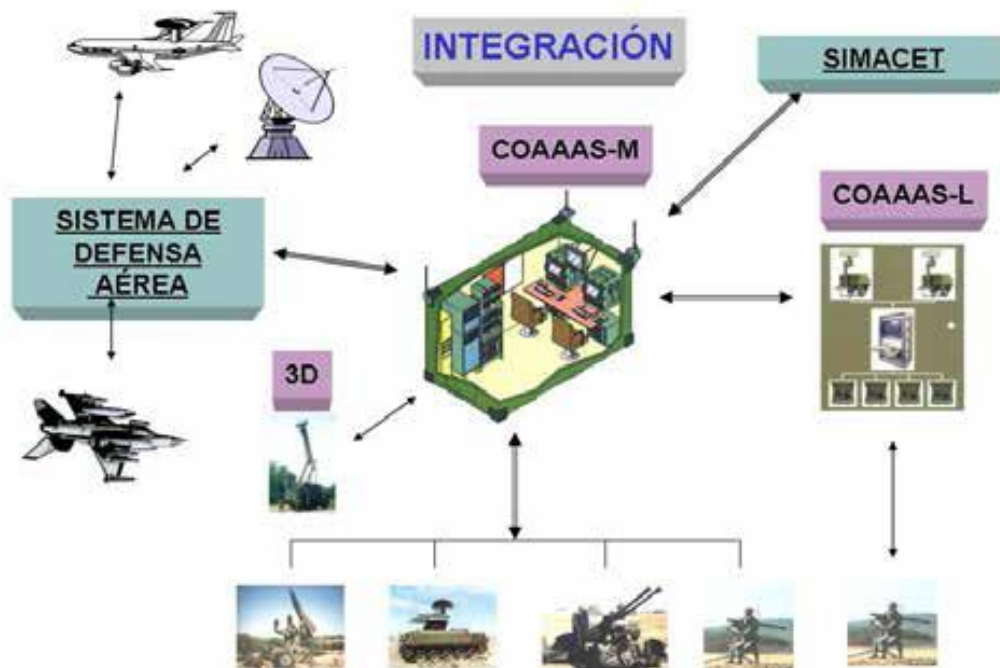 INTEGRACIÓN
SIMACET
COAAAS-M
COAAAS-L
SISTEMA DE
DEFENSA
AÉREA
3D